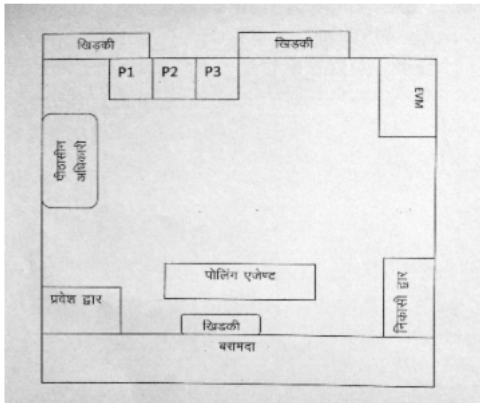 खिड़की
खिड़की
P1 P2 P3
EVM
पीठासीन
अधिकारी
पोलिंग एजेण्ट
प्रवेश द्वार
निकासी द्वार
खिड़की
बरामदा